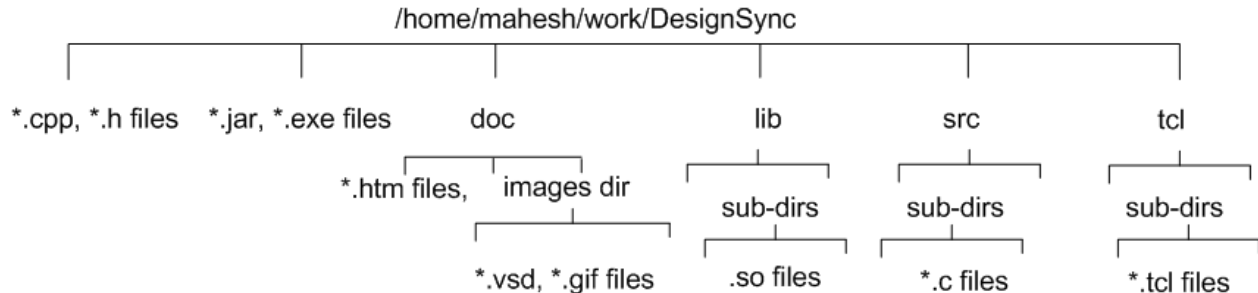 /home/mahesh/work/DesignSync
*.cpp, *.h files
*.jar, *.exe files
doc
lib
src
tcl
*.htm files,
images dir
sub-dirs
sub-dirs
sub-dirs
*.vsd, *.gif files
.so files
*.c files
*.tcl files